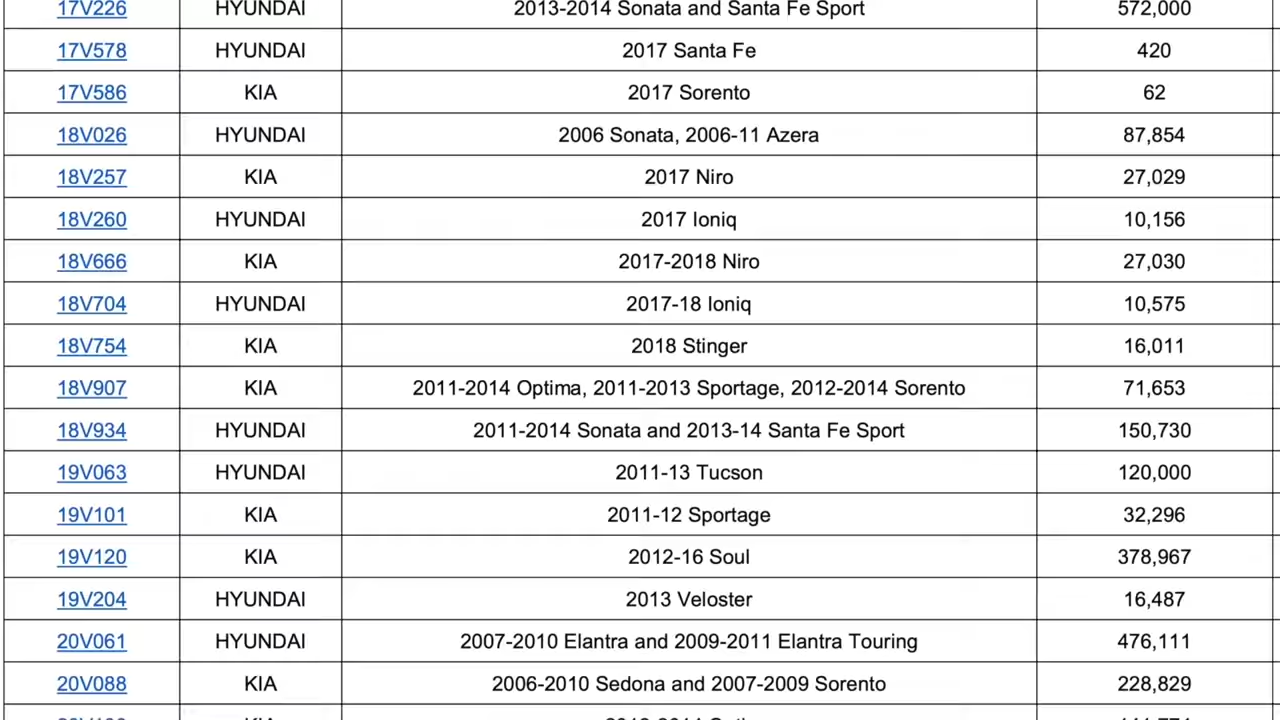 17V226 HYUNDAI 2013-2014 Sonata and Santa Fe Sport 572,000
17V578 HYUNDAI 2017 Santa Fe 420
17V586 KIA 2017 Sorento 62
18V026 HYUNDAI 2006 Sonata, 2006-11 Azera 87,854
18V257 KIA 2017 Niro 27,029
18V260 HYUNDAI 2017 Ioniq 10,156
18V666 KIA 2017-2018 Niro 27,030
18V704 HYUNDAI 2017-18 Ioniq 10,575
18V754 KIA 2018 Stinger 16,011
18V907 KIA 2011-2014 Optima, 2011-2013 Sportage, 2012-2014 Sorento 71,653
18V934 HYUNDAI 2011-2014 Sonata and 2013-14 Santa Fe Sport 150,730
19V063 HYUNDAI 2011-13 Tucson 120,000
19V101 KIA 2011-12 Sportage 32,296
19V120 KIA 2012-16 Soul 378,967
19V204 HYUNDAI 2013 Veloster 16,487
20V061 HYUNDAI 2007-2010 Elantra and 2009-2011 Elantra Touring 476,111
20V088 KIA 2006-2010 Sedona and 2007-2009 Sorento 228,829
KIA